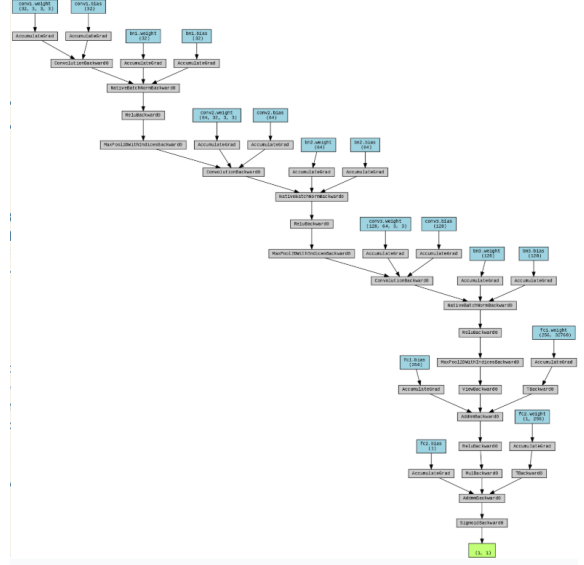 conv1.weight
(32, 3, 3, 3)
conv1.bias
(32)
AccumulateGrad
AccumulateGrad
bn1.weight
(32)
bn1.bias
(32)
ConvolutionBackward0
AccumulateGrad
AccumulateGrad
NativeBatchNormBackward0
ReluBackward0
conv2.weight
(64, 32, 3, 3)
conv2.bias
(64)
MaxPool2DWithIndicesBackward0
AccumulateGrad
AccumulateGrad
bn2.weight
(64)
bn2.bias
(64)
ConvolutionBackward0
AccumulateGrad
AccumulateGrad
NativeBatchNormBackward0
ReluBackward0
conv3.weight
(128, 64, 3, 3)
conv3.bias
(128)
MaxPool2DWithIndicesBackward0
AccumulateGrad
AccumulateGrad
bn3.weight
(128)
bn3.bias
(128)
ConvolutionBackward0
AccumulateGrad
AccumulateGrad
NativeBatchNormBackward0
ReluBackward0
fc1.weight
(256, 32768)
fc1.bias
(256)
MaxPool2DWithIndicesBackward0
AccumulateGrad
AccumulateGrad
ViewBackward0
TBackward0
AddmmBackward0
fc2.weight
(1, 256)
fc2.bias
(1)
ReluBackward0
AccumulateGrad
AccumulateGrad
MulBackward0
TBackward0
AddmmBackward0
SigmoidBackward0
(1, 1)